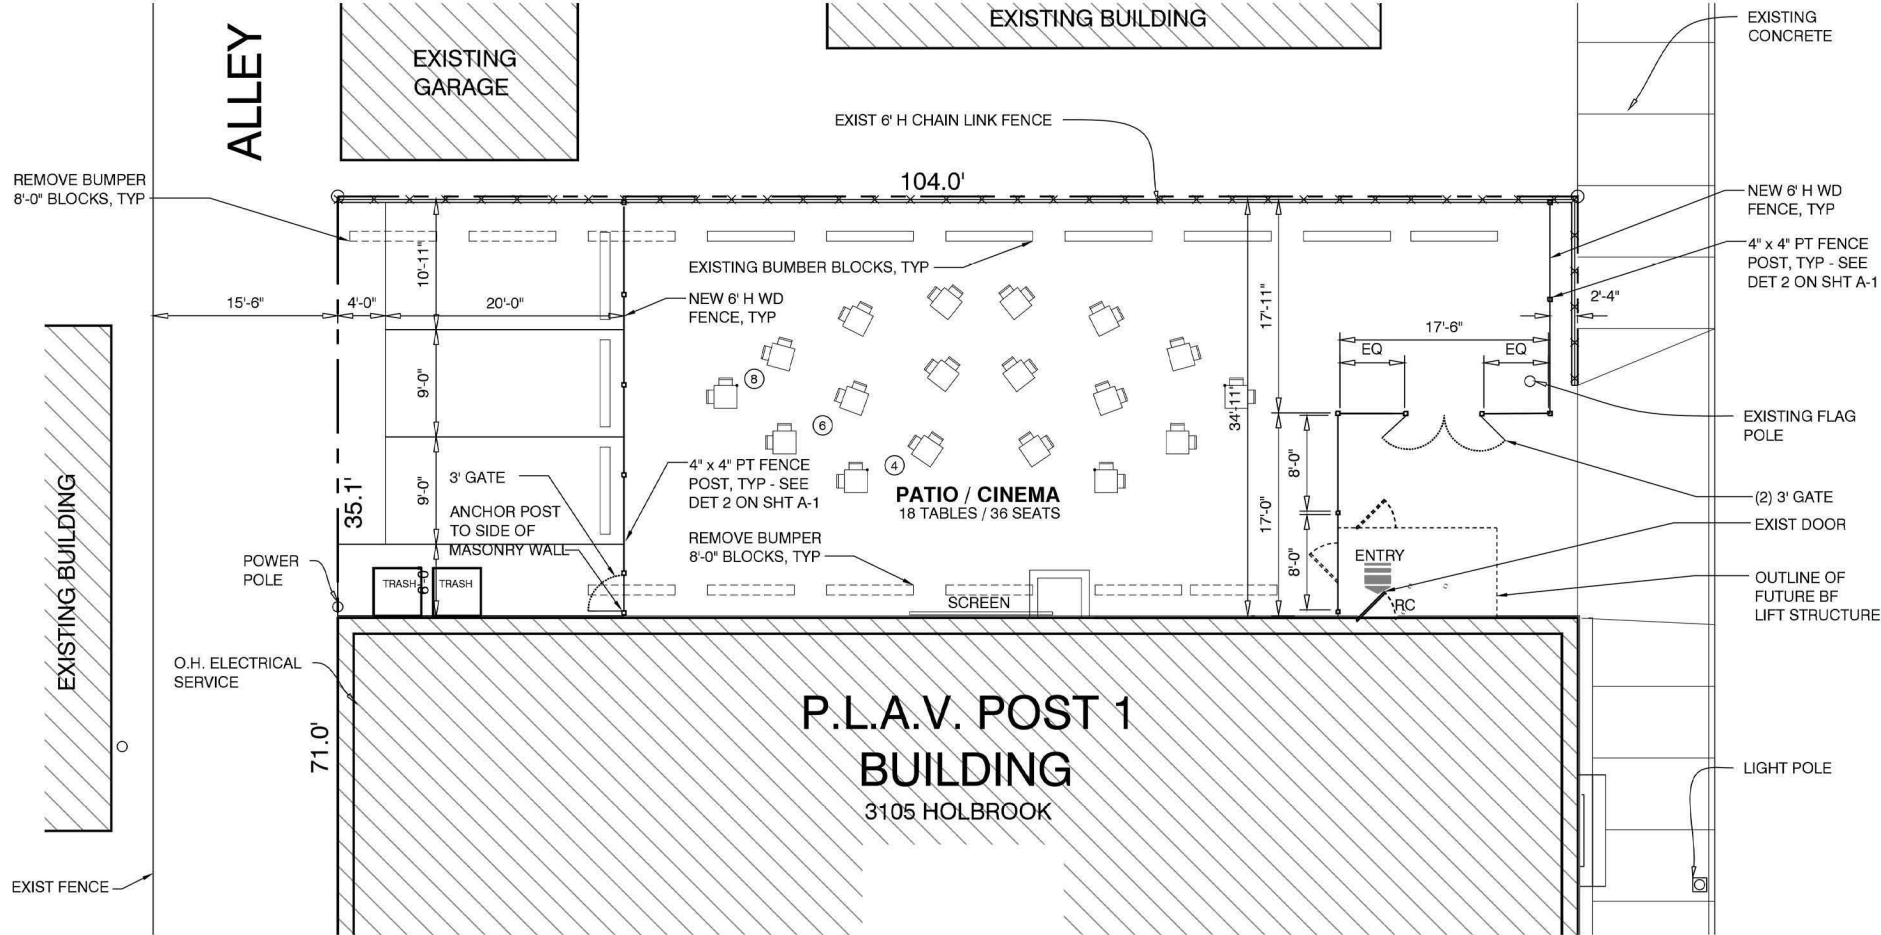 ALLEY
EXISTING
GARAGE
EXISTING BUILDING
EXISTING
CONCRETE
EXIST 6' H CHAIN LINK FENCE
REMOVE BUMPER
8'-0" BLOCKS, TYP
104.0'
NEW 6' H WD
FENCE, TYP
4" x 4" PT FENCE
POST, TYP - SEE
DET 2 ON SHT A-1
10'-11"
EXISTING BUMBER BLOCKS, TYP
15'-6"
4'-0"
20'-0"
NEW 6' H WD
FENCE, TYP
17'-11"
2'-4"
17'-6"
EQ
EQ
9'-0"
8
34'-11"
6
EXISTING FLAG
POLE
4
9'-0"
35.1'
3' GATE
ANCHOR POST
TO SIDE OF
MASONRY WALL
4" x 4" PT FENCE
POST, TYP - SEE
DET 2 ON SHT A-1
PATIO / CINEMA
18 TABLES / 36 SEATS
17'-0"
8'-0"
(2) 3' GATE
EXIST DOOR
REMOVE BUMPER
8'-0" BLOCKS, TYP
8'-0"
ENTRY
POWER
POLE
TRASH
TRASH
6'-0"
SCREEN
RC
OUTLINE OF
FUTURE BF
LIFT STRUCTURE
EXISTING BUILDING
O.H. ELECTRICAL
SERVICE
71.0'
P.L.A.V. POST 1
BUILDING
3105 HOLBROOK
LIGHT POLE
EXIST FENCE